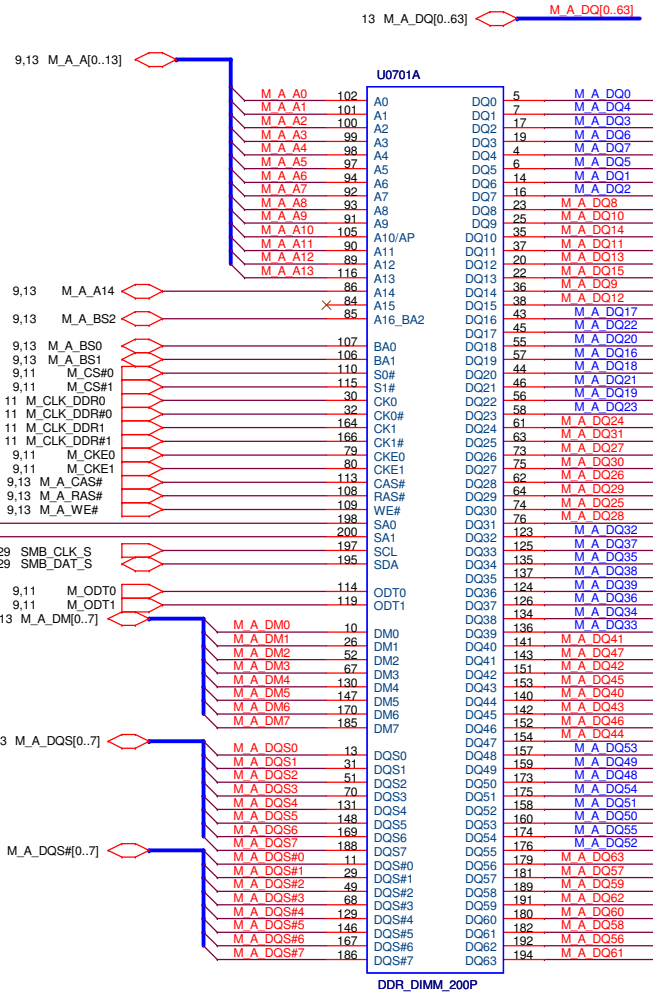 13 M_A_DQ[0..63] M_A_DQ[0..63]
9,13 M_A_A[0..13]
U0701A
M_A_A0 102 A0 DQ0 5 M_A_DQ0
M_A_A1 101 A1 DQ1 7 M_A_DQ4
M_A_A2 100 A2 DQ2 17 M_A_DQ3
M_A_A3 99 A3 DQ3 19 M_A_DQ6
M_A_A4 98 A4 DQ4 4 M_A_DQ7
M_A_A5 97 A5 DQ5 6 M_A_DQ5
M_A_A6 94 A6 DQ6 14 M_A_DQ1
M_A_A7 92 A7 DQ7 16 M_A_DQ2
M_A_A8 93 A8 DQ8 23 M_A_DQ8
M_A_A9 91 A9 DQ9 25 M_A_DQ10
M_A_A10 105 A10/AP DQ10 35 M_A_DQ14
M_A_A11 90 A11 DQ11 37 M_A_DQ11
M_A_A12 89 A12 DQ12 20 M_A_DQ13
M_A_A13 116 A13 DQ13 22 M_A_DQ15
9,13 M_A_A14 86 A14 DQ14 36 M_A_DQ9
84 A15 DQ15 38 M_A_DQ12
9,13 M_A_BS2 85 A16_BA2 DQ16 43 M_A_DQ17
DQ17 45 M_A_DQ22
9,13 M_A_BS0 107 BA0 DQ18 55 M_A_DQ20
9,13 M_A_BS1 106 BA1 DQ19 57 M_A_DQ16
9,11 M_CS#0 110 S0# DQ20 44 M_A_DQ18
9,11 M_CS#1 115 S1# DQ21 46 M_A_DQ21
11 M_CLK_DDR0 30 CK0 DQ22 56 M_A_DQ19
11 M_CLK_DDR#0 32 CK0# DQ23 58 M_A_DQ23
11 M_CLK_DDR1 164 CK1 DQ24 61 M_A_DQ24
11 M_CLK_DDR#1 166 CK1# DQ25 63 M_A_DQ31
9,11 M_CKE0 79 CKE0 DQ26 73 M_A_DQ27
9,11 M_CKE1 80 CKE1 DQ27 75 M_A_DQ30
9,13 M_A_CAS# 113 CAS# DQ28 62 M_A_DQ26
9,13 M_A_RAS# 108 RAS# DQ29 64 M_A_DQ29
9,13 M_A_WE# 109 WE# DQ30 74 M_A_DQ25
198 SA0 DQ31 76 M_A_DQ28
200 SA1 DQ32 123 M_A_DQ32
29 SMB_CLK_S 197 SCL DQ33 125 M_A_DQ37
29 SMB_DAT_S 195 SDA DQ34 135 M_A_DQ35
DQ35 137 M_A_DQ38
9,11 M_ODT0 114 ODT0 DQ36 124 M_A_DQ39
9,11 M_ODT1 119 ODT1 DQ37 126 M_A_DQ36
13 M_A_DM[0..7] DQ38 134 M_A_DQ34
M_A_DM0 10 DM0 DQ39 136 M_A_DQ33
M_A_DM1 26 DM1 DQ40 141 M_A_DQ41
M_A_DM2 52 DM2 DQ41 143 M_A_DQ47
M_A_DM3 67 DM3 DQ42 151 M_A_DQ42
M_A_DM4 130 DM4 DQ43 153 M_A_DQ45
M_A_DM5 147 DM5 DQ44 140 M_A_DQ40
M_A_DM6 170 DM6 DQ45 142 M_A_DQ43
M_A_DM7 185 DM7 DQ46 152 M_A_DQ46
3 M_A_DQS[0..7] DQ47 154 M_A_DQ44
M_A_DQS0 13 DQS0 DQ48 157 M_A_DQ53
M_A_DQS1 31 DQS1 DQ49 159 M_A_DQ49
M_A_DQS2 51 DQS2 DQ50 173 M_A_DQ48
M_A_DQS3 70 DQS3 DQ51 175 M_A_DQ54
M_A_DQS4 131 DQS4 DQ52 158 M_A_DQ51
M_A_DQS5 148 DQS5 DQ53 160 M_A_DQ50
M_A_DQS6 169 DQS6 DQ54 174 M_A_DQ55
M_A_DQS7 188 DQS7 DQ55 176 M_A_DQ52
M_A_DQS#[0..7]
M_A_DQS#0 11 DQS#0 DQ56 179 M_A_DQ63
M_A_DQS#1 29 DQS#1 DQ57 181 M_A_DQ57
M_A_DQS#2 49 DQS#2 DQ58 189 M_A_DQ59
M_A_DQS#3 68 DQS#3 DQ59 191 M_A_DQ62
M_A_DQS#4 129 DQS#4 DQ60 180 M_A_DQ60
M_A_DQS#5 146 DQS#5 DQ61 182 M_A_DQ58
M_A_DQS#6 167 DQS#6 DQ62 192 M_A_DQ56
M_A_DQS#7 186 DQS#7 DQ63 194 M_A_DQ61
DDR_DIMM_200P